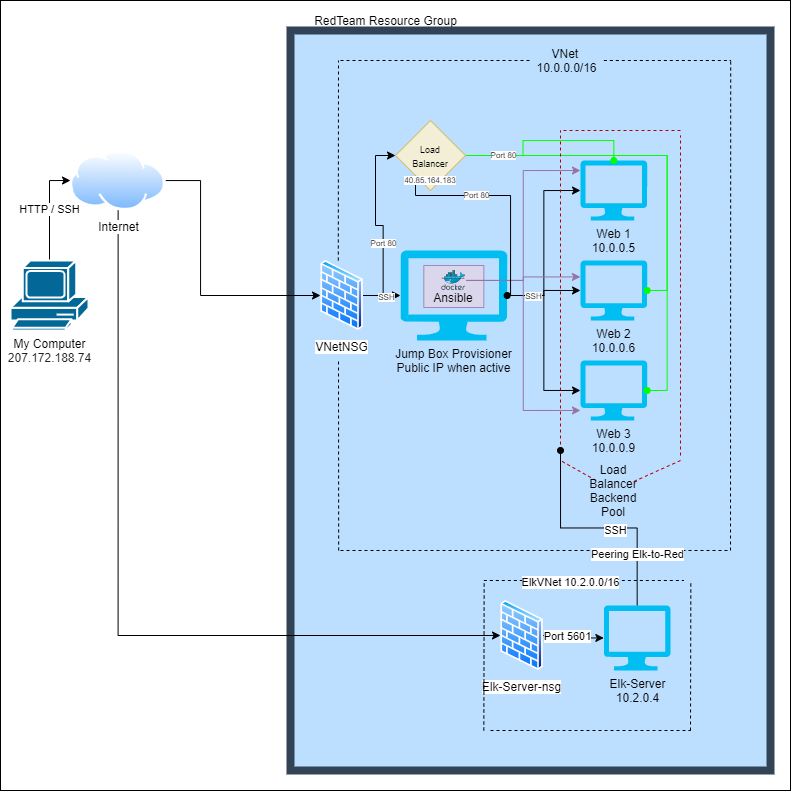 RedTeam Resource Group
VNet
10.0.0.0/16
Load
Balancer
40.85.164.183
Port 80
Port 80
Port 80
HTTP / SSH
Internet
Web 1
10.0.0.5
docker
Ansible
SSH
SSH
My Computer
207.172.188.74
VNetNSG
Jump Box Provisioner
Public IP when active
Web 2
10.0.0.6
Web 3
10.0.0.9
Load
Balancer
Backend
Pool
SSH
Peering Elk-to-Red
ElkVNet 10.2.0.0/16
Port 5601
Elk-Server-nsg
Elk-Server
10.2.0.4